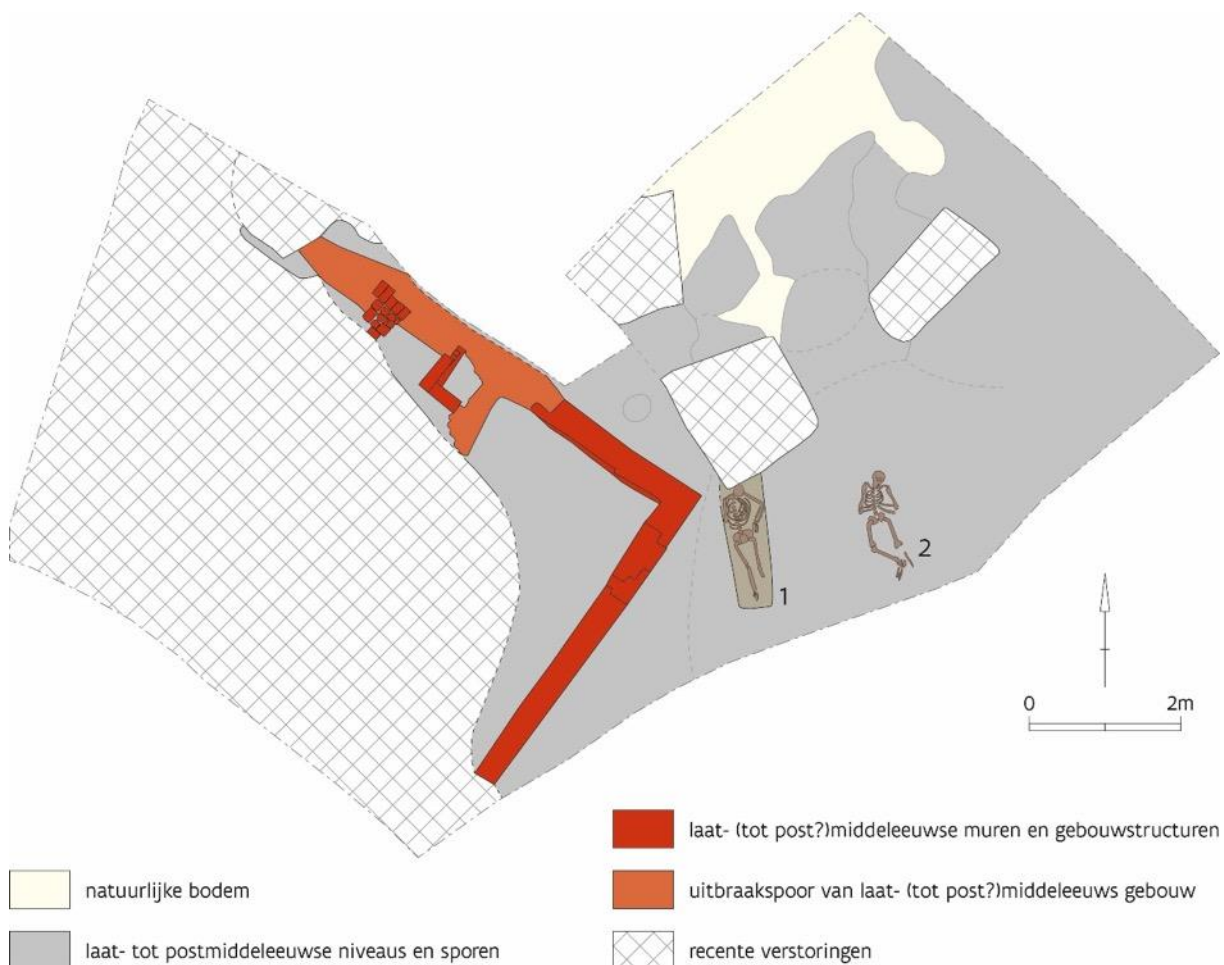 1
2
0 2m
laat- (tot post?)middeleeuwse muren en gebouwstructuren
natuurlijke bodem
uitbraakspoor van laat- (tot post?)middeleeuws gebouw
laat- tot postmiddeleeuwse niveaus en sporen
recente verstoringen